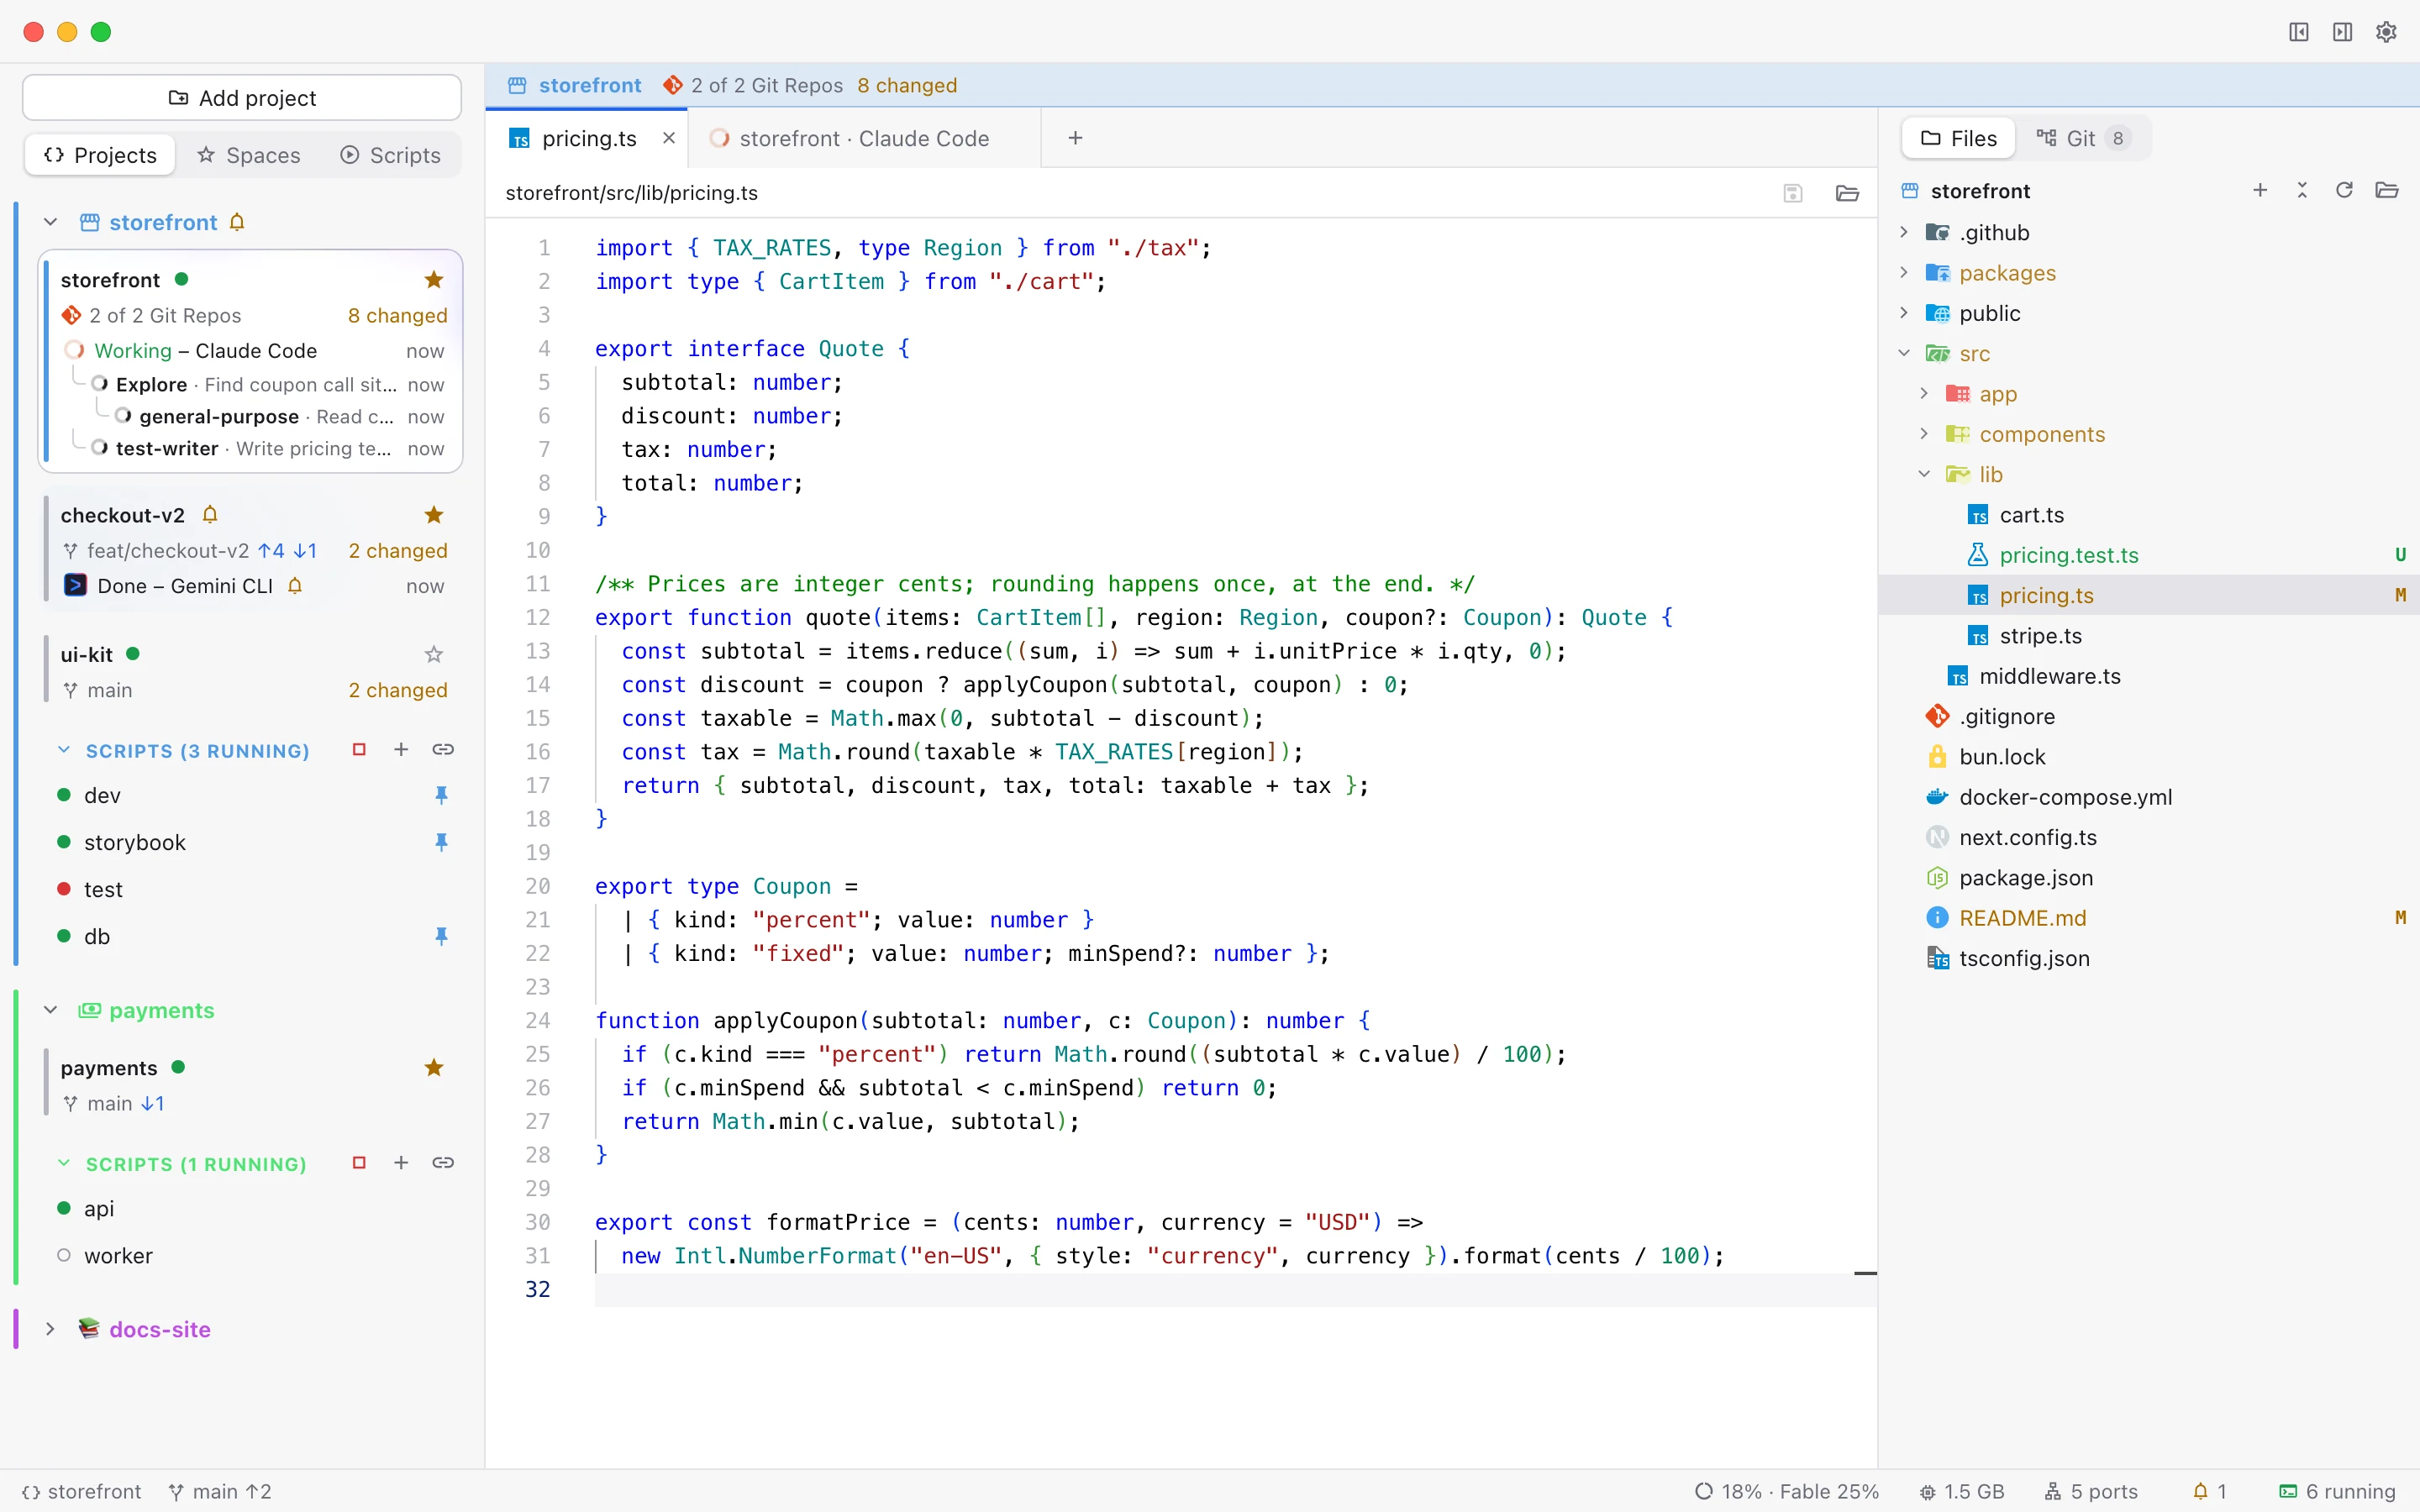 Add project
Projects
Spaces
Scripts
storefront
storefront
2 of 2 Git Repos 8 changed
Working – Claude Code now
Explore · Find coupon call sit... now
general-purpose · Read c... now
test-writer · Write pricing te... now
checkout-v2
feat/checkout-v2 ↑4 ↓1 2 changed
Done – Gemini CLI now
ui-kit
main 2 changed
SCRIPTS (3 RUNNING)
dev
storybook
test
db
payments
payments
main ↓1
SCRIPTS (1 RUNNING)
api
worker
docs-site
storefront 2 of 2 Git Repos 8 changed
pricing.ts
storefront · Claude Code
storefront/src/lib/pricing.ts
1 import { TAX_RATES, type Region } from "./tax";
2 import type { CartItem } from "./cart";
3
4 export interface Quote {
5 subtotal: number;
6 discount: number;
7 tax: number;
8 total: number;
9 }
10
11 /** Prices are integer cents; rounding happens once, at the end. */
12 export function quote(items: CartItem[], region: Region, coupon?: Coupon): Quote {
13 const subtotal = items.reduce((sum, i) => sum + i.unitPrice * i.qty, 0);
14 const discount = coupon ? applyCoupon(subtotal, coupon) : 0;
15 const taxable = Math.max(0, subtotal - discount);
16 const tax = Math.round(taxable * TAX_RATES[region]);
17 return { subtotal, discount, tax, total: taxable + tax };
18 }
19
20 export type Coupon =
21 | { kind: "percent"; value: number }
22 | { kind: "fixed"; value: number; minSpend?: number };
23
24 function applyCoupon(subtotal: number, c: Coupon): number {
25 if (c.kind === "percent") return Math.round((subtotal * c.value) / 100);
26 if (c.minSpend && subtotal < c.minSpend) return 0;
27 return Math.min(c.value, subtotal);
28 }
29
30 export const formatPrice = (cents: number, currency = "USD") =>
31 new Intl.NumberFormat("en-US", { style: "currency", currency }).format(cents / 100);
32
Files
Git 8
storefront
.github
packages
public
src
app
components
lib
cart.ts
pricing.test.ts U
pricing.ts M
stripe.ts
middleware.ts
.gitignore
bun.lock
docker-compose.yml
next.config.ts
package.json
README.md M
tsconfig.json
storefront
main ↑2
18% · Fable 25%
1.5 GB
5 ports
1
6 running